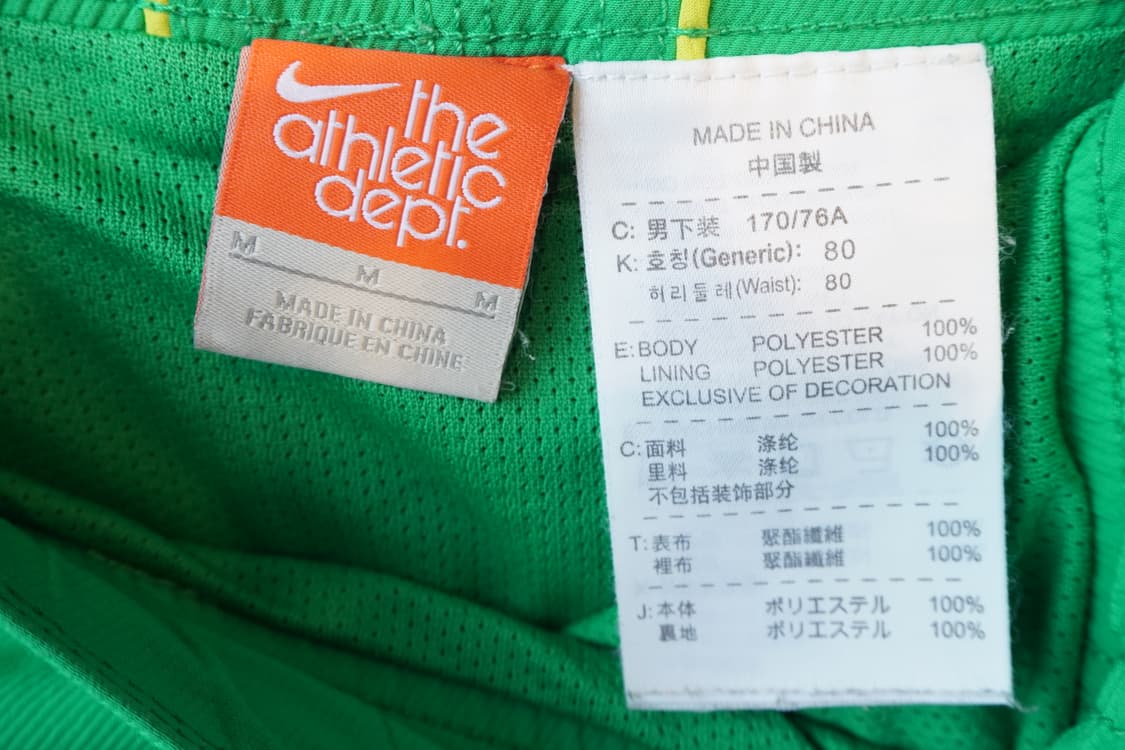 the
athletic
dept.
M
M
M
MADE IN CHINA
FABRIQUE EN CHINE
MADE IN CHINA
中国製
C: 男下装 170/76A
K: 호칭(Generic): 80
허리둘레(Waist): 80
E: BODY POLYESTER 100%
LINING POLYESTER 100%
EXCLUSIVE OF DECORATION
C: 面料 涤纶 100%
里料 涤纶 100%
不包括装饰部分
T: 表布 聚酯纖維 100%
裡布 聚酯纖維 100%
J: 本体 ポリエステル 100%
裏地 ポリエステル 100%